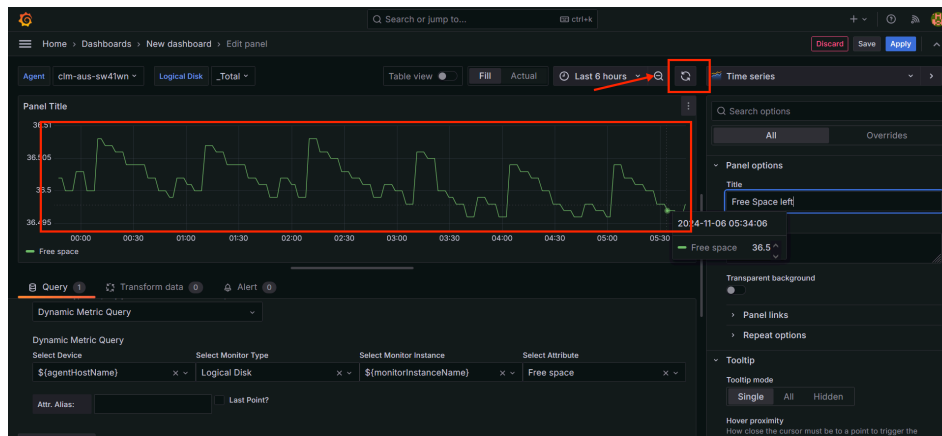 Search or jump to... ctrl+k
Home › Dashboards › New dashboard › Edit panel Discard Save Apply
Agent clm-aus-sw41wn Logical Disk _Total Table view Fill Actual Last 6 hours Time series
Panel Title
Search options
36.51
All Overrides
36.505
Panel options
Title
36.5
Free Space left
36.495
2024-11-06 05:34:06
00:00 00:30 01:00 01:30 02:00 02:30 03:00 03:30 04:00 04:30 05:00 05:30
Free space
Free space 36.5
Query 1 Transform data 0 Alert 0
Transparent background
Dynamic Metric Query
Panel links
Dynamic Metric Query
Repeat options
Select Device Select Monitor Type Select Monitor Instance Select Attribute
Tooltip
${agentHostName} Logical Disk ${monitorInstanceName} Free space
Tooltip mode
Attr. Alias: Last Point?
Single All Hidden
Hover proximity
How close the cursor must be to a point to trigger the